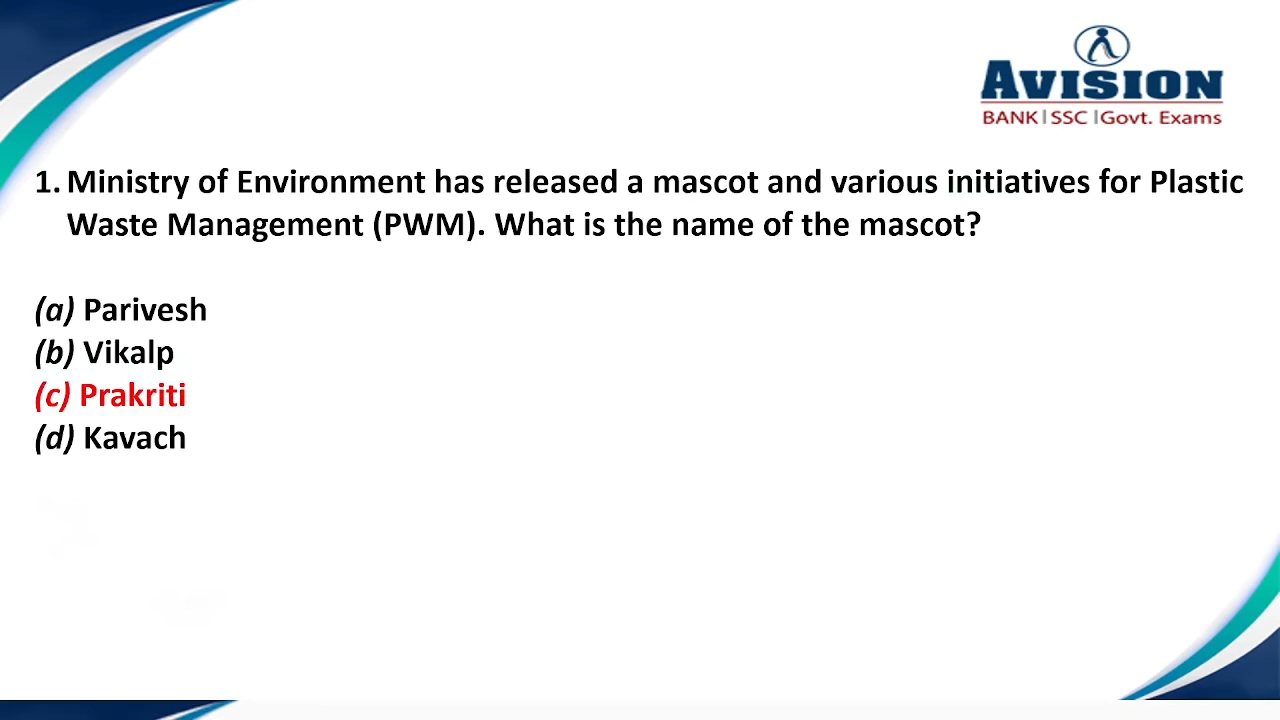 AVISION
BANK | SSC | Govt. Exams
1. Ministry of Environment has released a mascot and various initiatives for Plastic
Waste Management (PWM). What is the name of the mascot?
(a) Parivesh
(b) Vikalp
(c) Prakriti
(d) Kavach